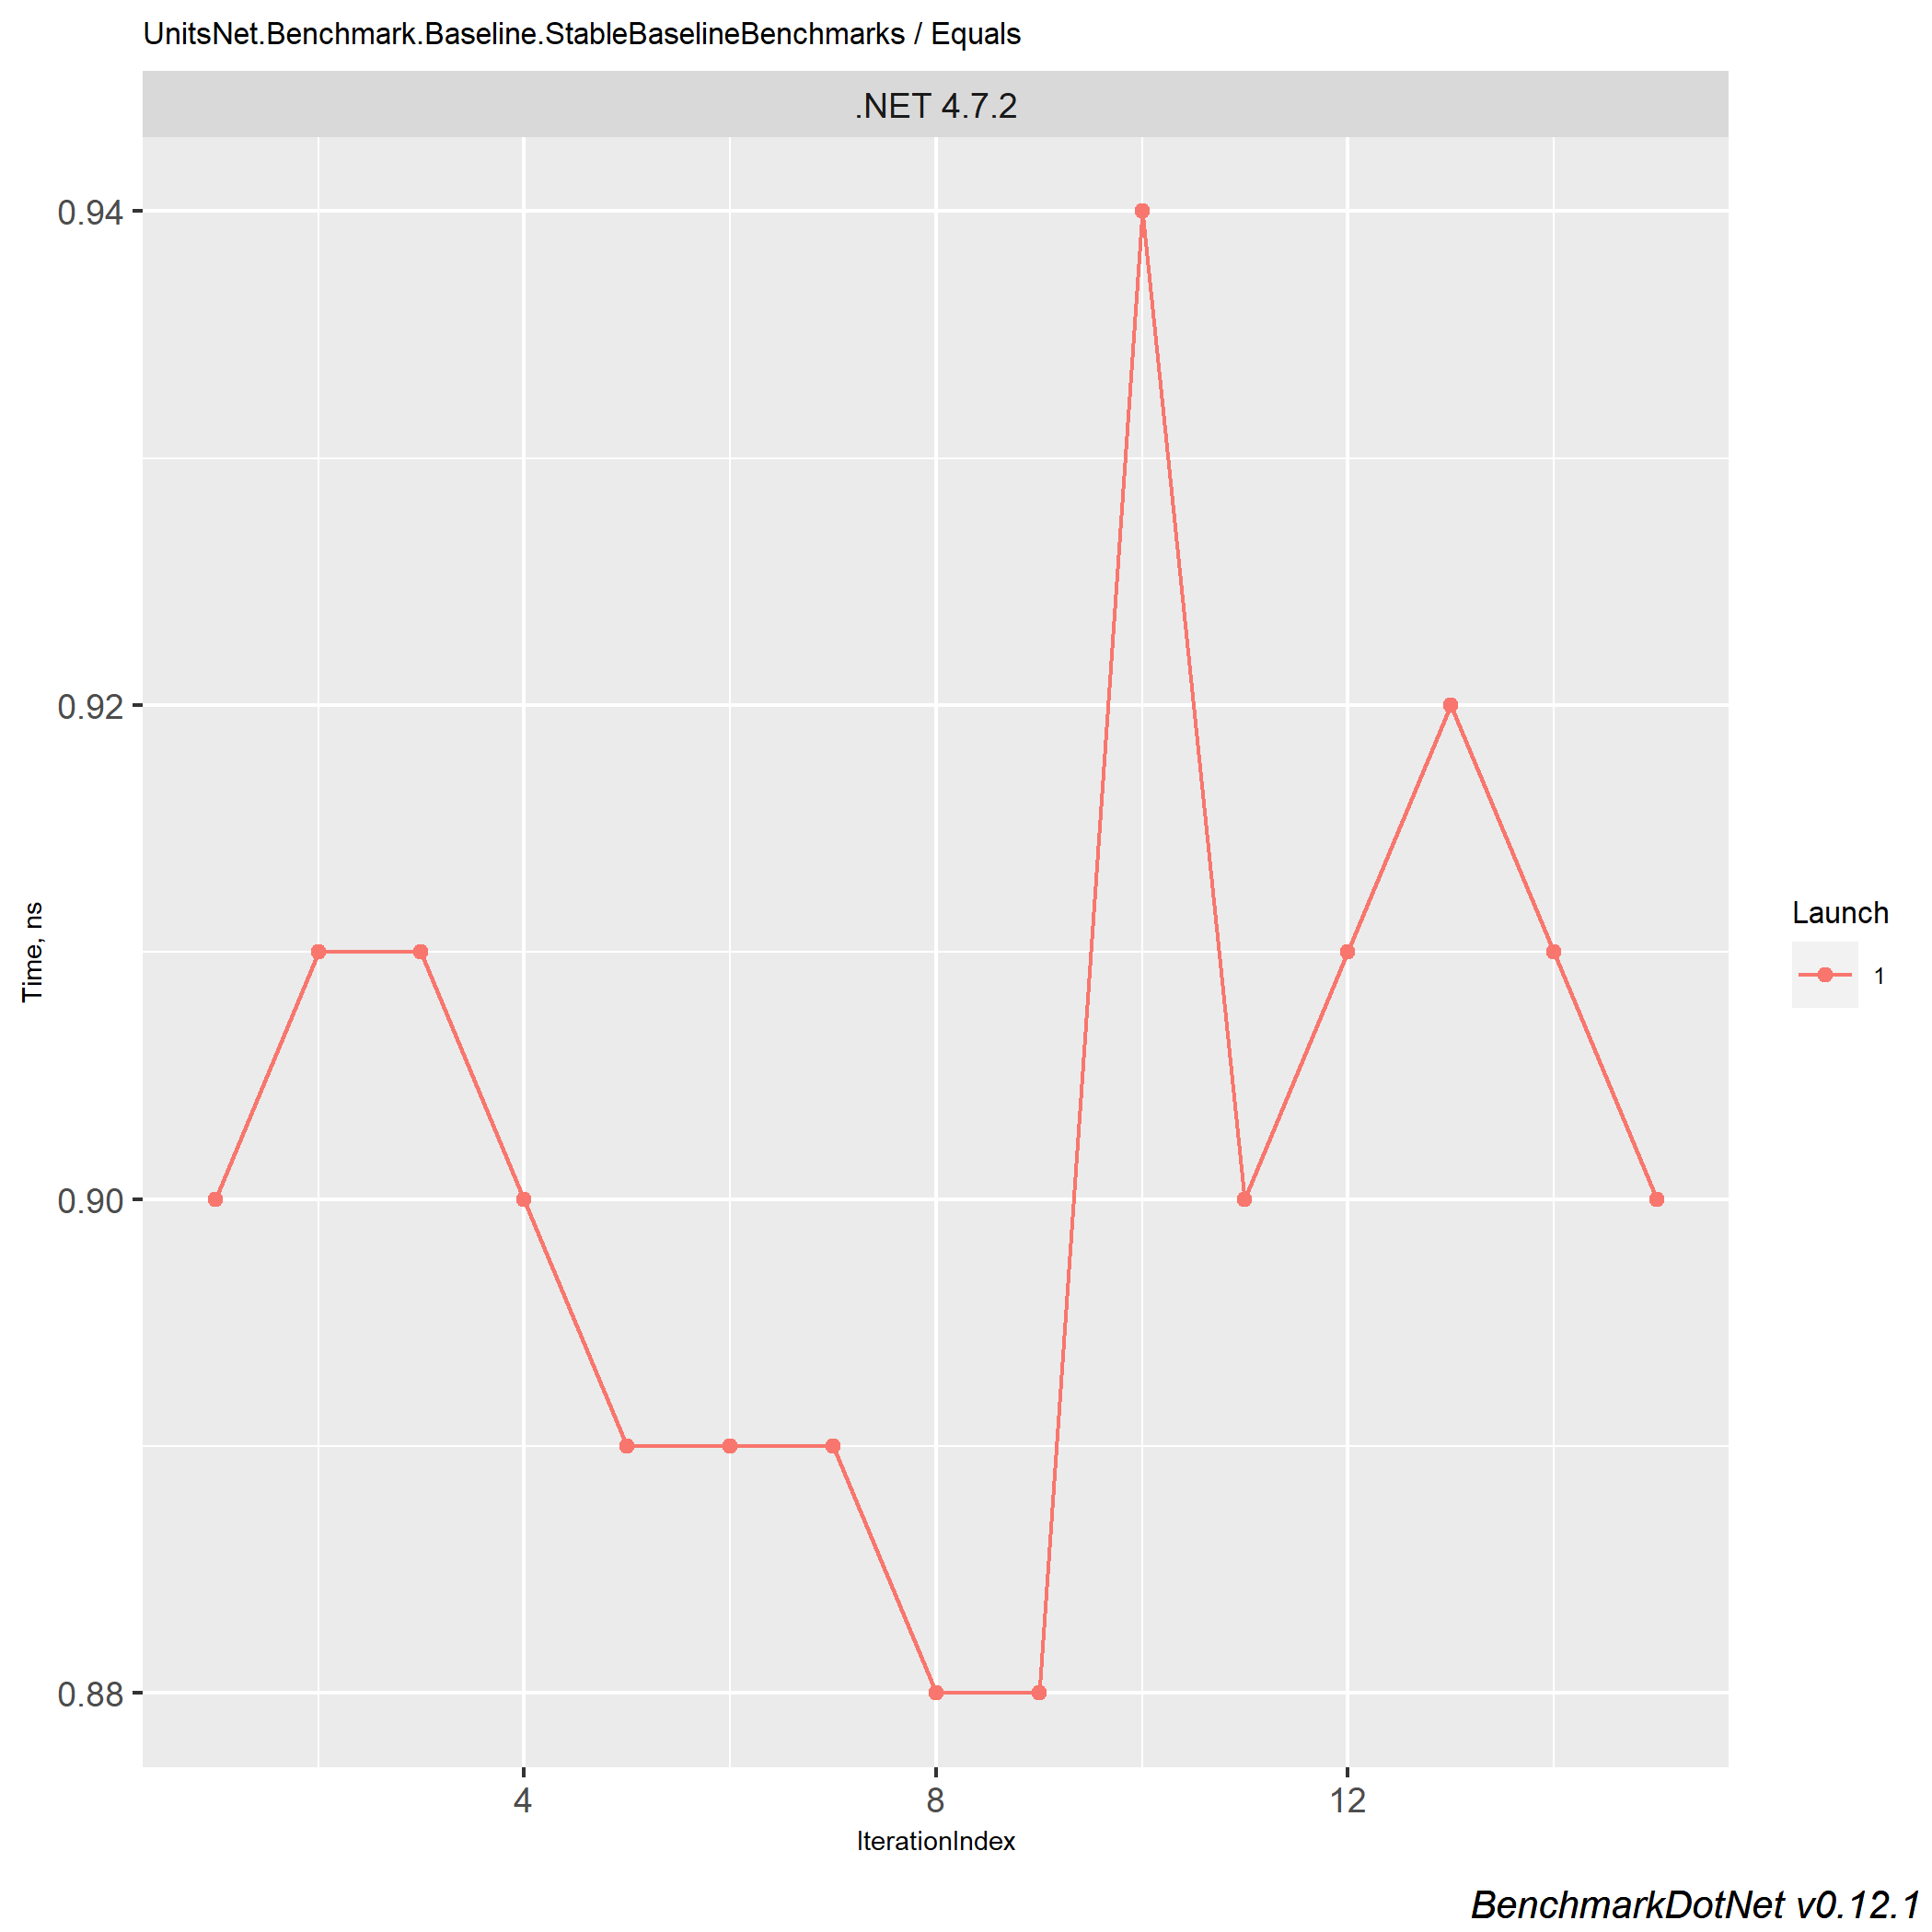 UnitsNet.Benchmark.Baseline.StableBaselineBenchmarks / Equals
.NET 4.7.2
0.94
0.92
0.90
0.88
Time, ns
4 8 12
IterationIndex
Launch
1
BenchmarkDotNet v0.12.1